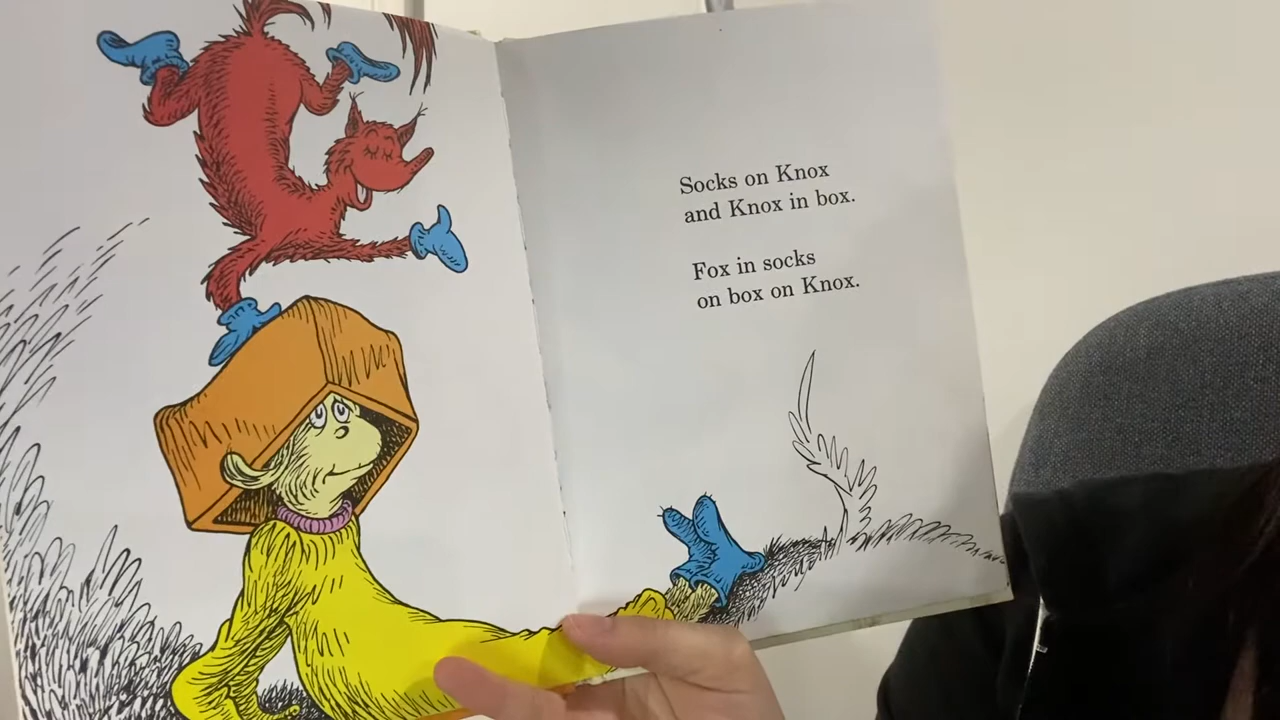 Socks on Knox
and Knox in box.
Fox in socks
on box on Knox.